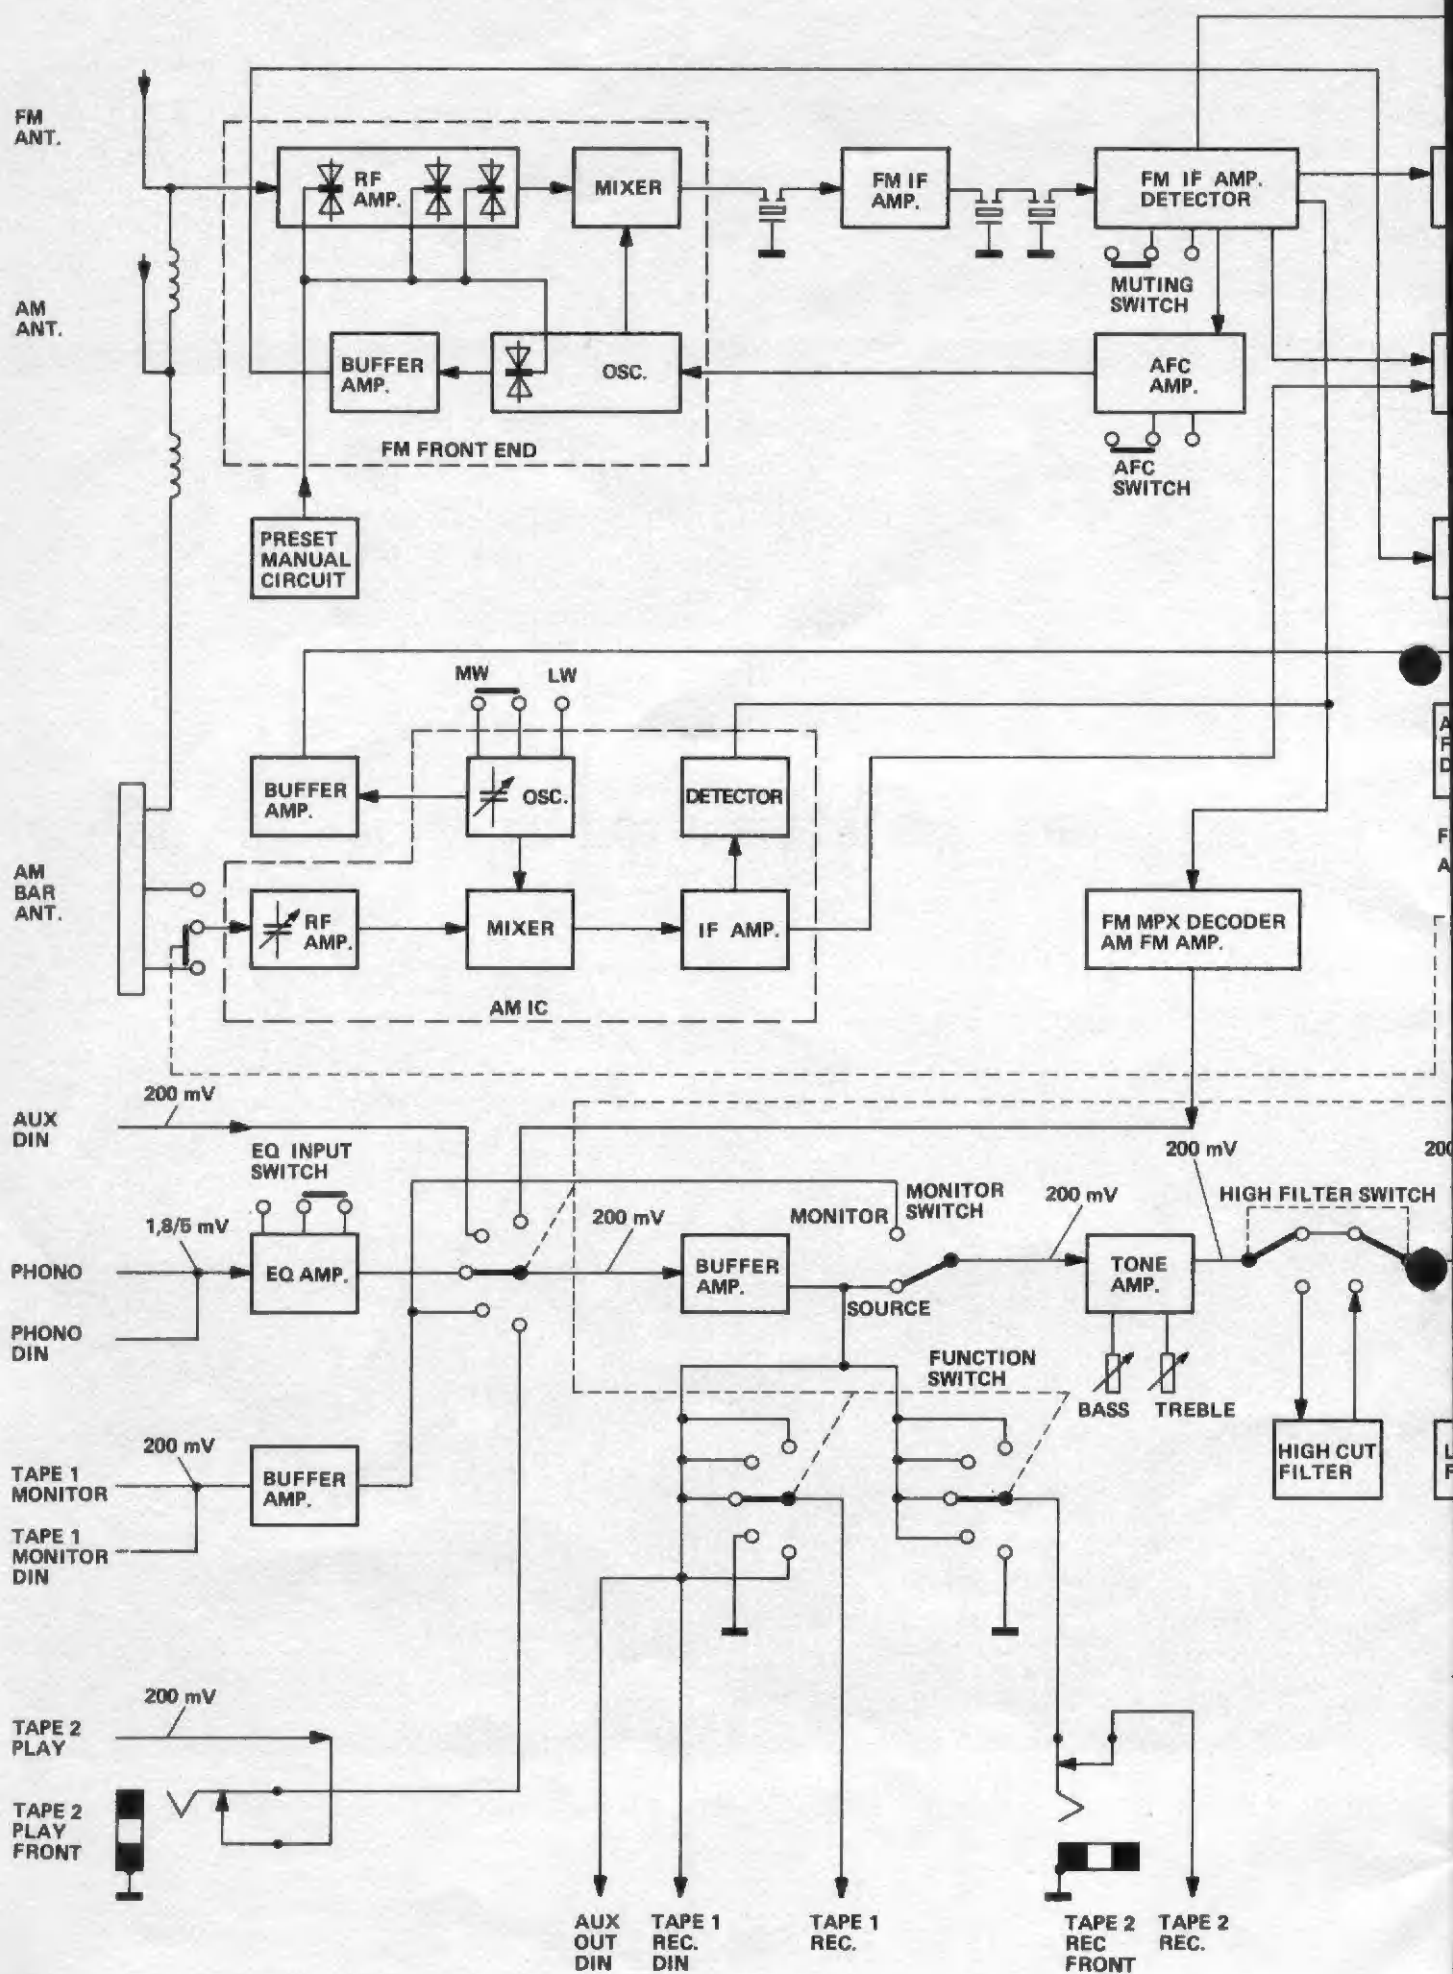 FM
ANT.
RF
AMP.
MIXER
FM IF
AMP.
FM IF AMP.
DETECTOR
MUTING
SWITCH
AM
ANT.
BUFFER
AMP.
OSC.
AFC
AMP.
FM FRONT END
AFC
SWITCH
PRESET
MANUAL
CIRCUIT
MW
LW
BUFFER
AMP.
OSC.
DETECTOR
A
F
D
F
A
AM
BAR
ANT.
RF
AMP.
MIXER
IF AMP.
FM MPX DECODER
AM FM AMP.
AM IC
200 mV
AUX
DIN
EQ INPUT
SWITCH
200 mV
200
MONITOR
MONITOR
SWITCH
200 mV
HIGH FILTER SWITCH
1,8/5 mV
200 mV
PHONO
EQ AMP.
BUFFER
AMP.
SOURCE
TONE
AMP.
PHONO
DIN
FUNCTION
SWITCH
BASS
TREBLE
200 mV
TAPE 1
MONITOR
BUFFER
AMP.
HIGH CUT
FILTER
L
F
TAPE 1
MONITOR
DIN
200 mV
TAPE 2
PLAY
TAPE 2
PLAY
FRONT
AUX
OUT
DIN
TAPE 1
REC.
DIN
TAPE 1
REC.
TAPE 2
REC
FRONT
TAPE 2
REC.